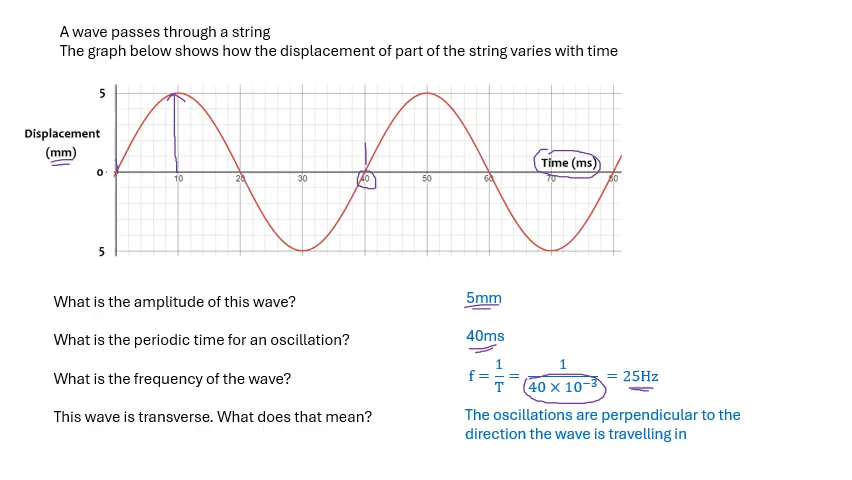 A wave passes through a string
The graph below shows how the displacement of part of the string varies with time
5
Displacement
(mm)
0
5
Time (ms)
10 20 30 40 50 60 70 80
What is the amplitude of this wave? 5mm
What is the periodic time for an oscillation? 40ms
What is the frequency of the wave? f = 1/T = 1/(40 × 10⁻³) = 25Hz
This wave is transverse. What does that mean? The oscillations are perpendicular to the
direction the wave is travelling in